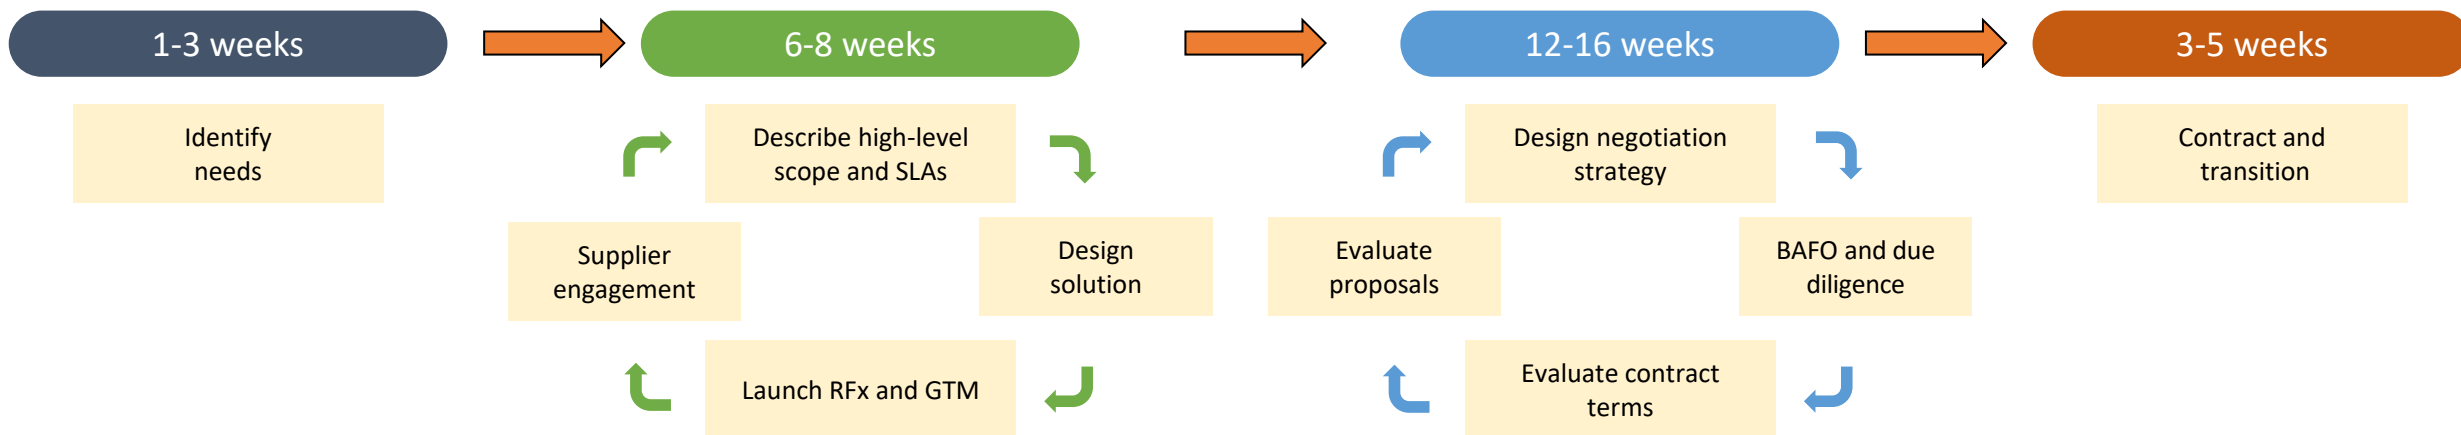 1-3 weeks
6-8 weeks
12-16 weeks
3-5 weeks
Identify
needs
Describe high-level
scope and SLAs
Design
solution
Launch RFx and GTM
Supplier
engagement
Design negotiation
strategy
BAFO and due
diligence
Evaluate contract
terms
Evaluate
proposals
Contract and
transition